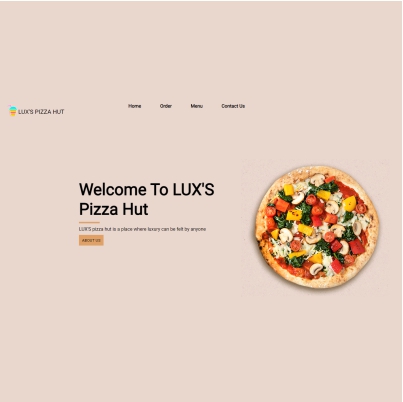 Home Order Menu Contact Us
LUX'S PIZZA HUT
Welcome To LUX'S
Pizza Hut
LUX'S pizza hut is a place where luxury can be felt by anyone
ABOUT US